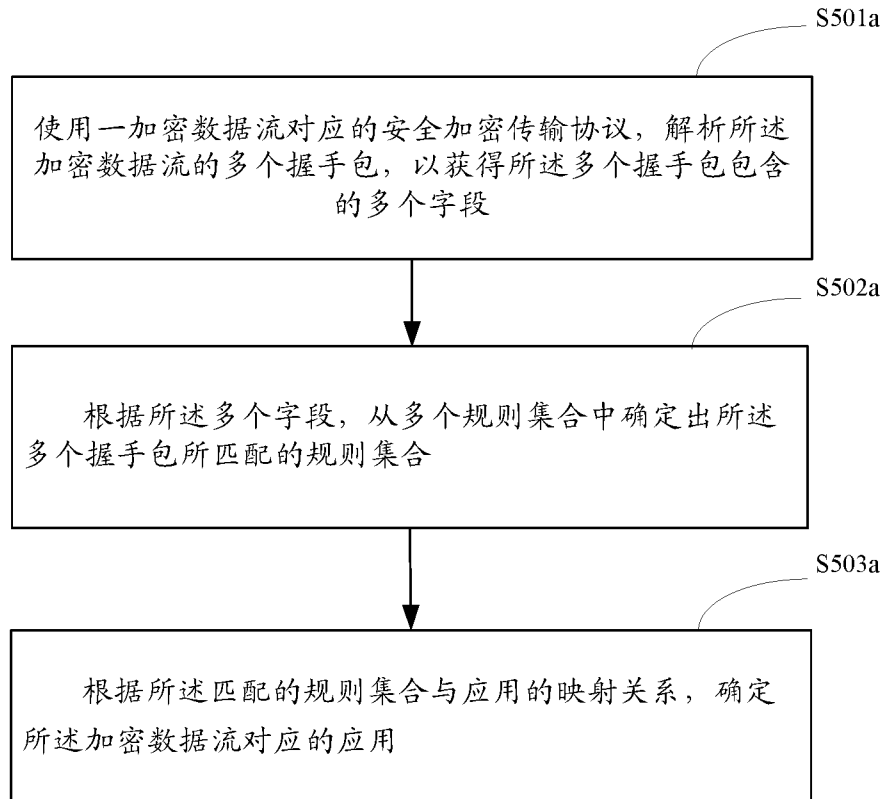 S501a
使用一加密数据流对应的安全加密传输协议，解析所述
加密数据流的多个握手包，以获得所述多个握手包包含
的多个字段
S502a
根据所述多个字段，从多个规则集合中确定出所述
多个握手包所匹配的规则集合
S503a
根据所述匹配的规则集合与应用的映射关系，确定
所述加密数据流对应的应用